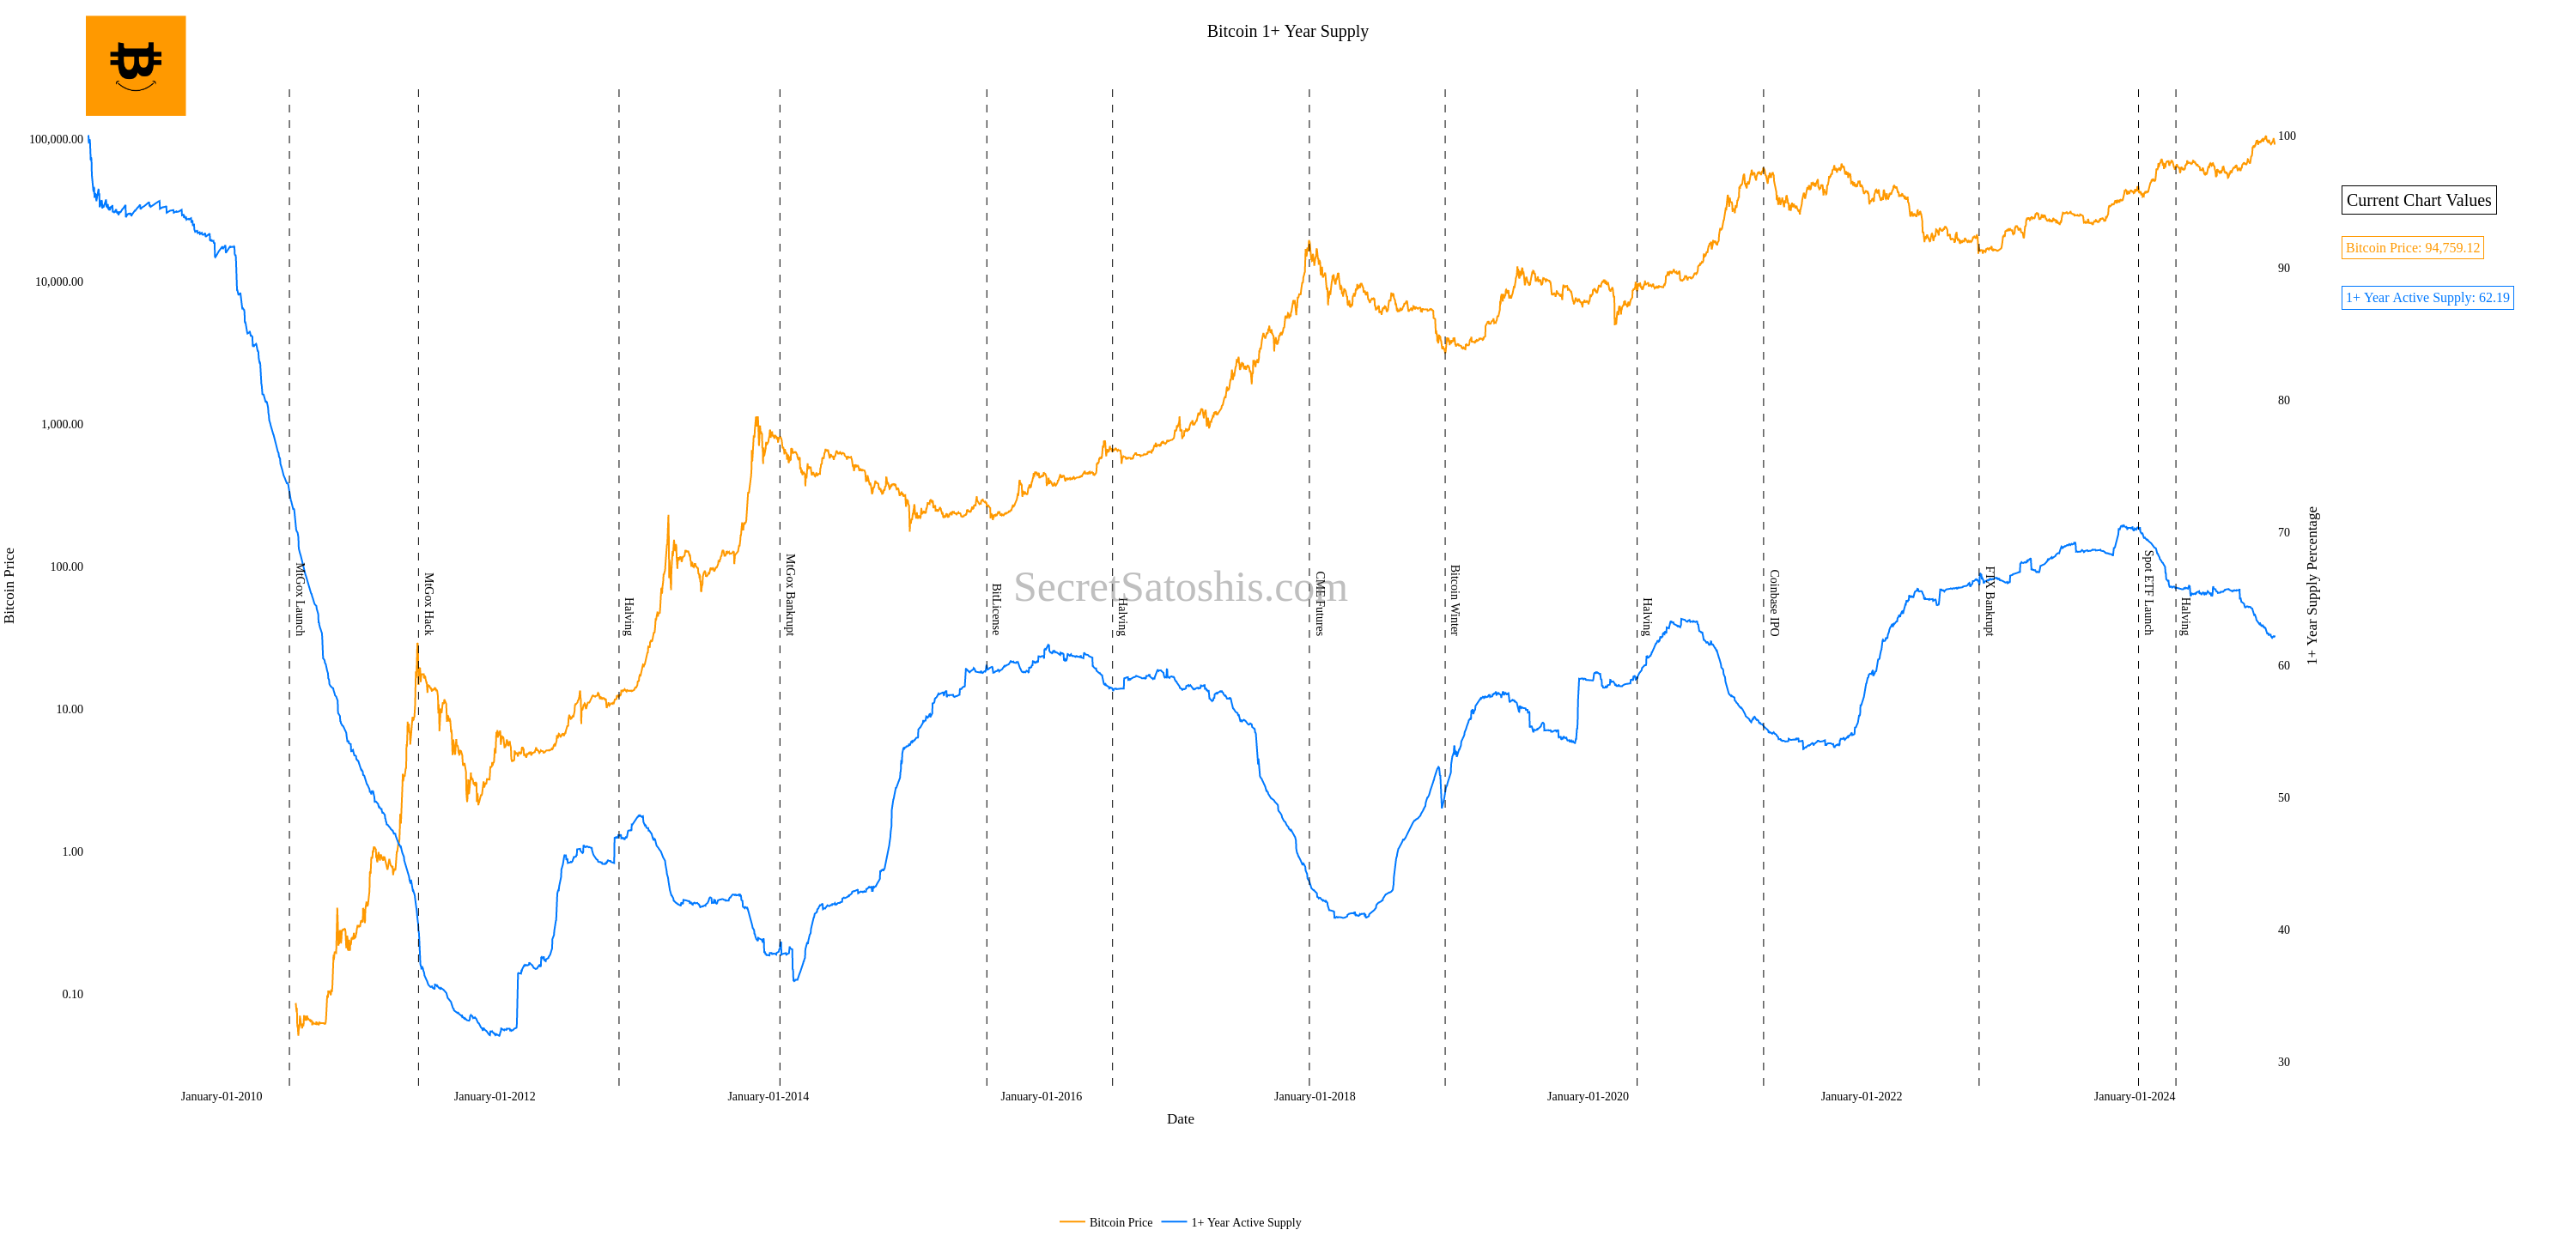 Bitcoin 1+ Year Supply
100,000.00
10,000.00
1,000.00
100.00
10.00
1.00
0.10
Bitcoin Price
100
90
80
70
60
50
40
30
1+ Year Supply Percentage
Current Chart Values
Bitcoin Price: 94,759.12
1+ Year Active Supply: 62.19
SecretSatoshis.com
MtGox Launch
MtGox Hack
Halving
MtGox Bankrupt
BitLicense
Halving
CME Futures
Bitcoin Winter
Halving
Coinbase IPO
FTX Bankrupt
Spot ETF Launch
Halving
January-01-2010
January-01-2012
January-01-2014
January-01-2016
January-01-2018
January-01-2020
January-01-2022
January-01-2024
Date
Bitcoin Price
1+ Year Active Supply